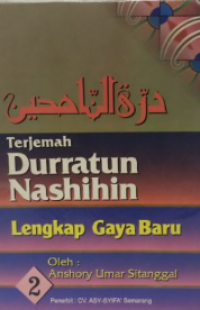 درة الناصحين
Terjemah
Durratun
Nashihin
Lengkap Gaya Baru
Oleh :
Anshory Umar Sitanggal
2
Penerbit : CV. ASY-SYIFA' Semarang